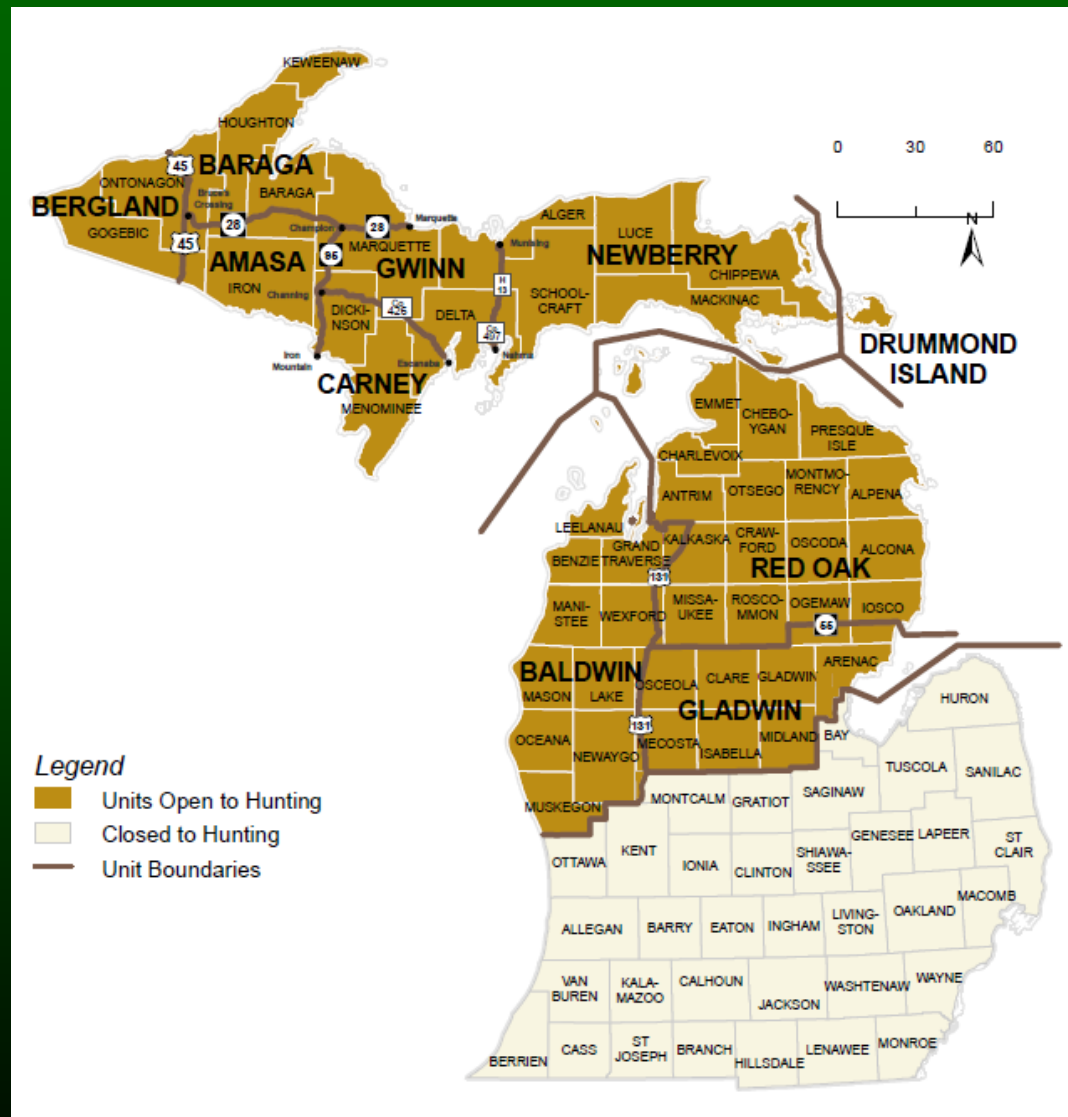 KEWEENAW
HOUGHTON
0 30 60
45
BARAGA
ONTONAGON
Bruce's
Crossing
BARAGA
BERGLAND
GOGEBIC
28
Champion
28
Marquette
45
MARQUETTE
95
AMASA
GWINN
IRON
Channing
ALGER
Munising
LUCE
NEWBERRY
CHIPPEWA
MACKINAC
N
H
13
SCHOOL-
CRAFT
DICKI-
NSON
Co.
426
DELTA
Co.
497
Nahma
Iron
Mountain
Escanaba
CARNEY
MENOMINEE
DRUMMOND
ISLAND
EMMET
CHEBO-
YGAN
PRESQUE
ISLE
CHARLEVOIX
ANTRIM
OTSEGO
MONTMO-
RENCY
ALPENA
LEELANAU
BENZIE
GRAND
TRAVERSE
KALKASKA
CRAW-
FORD
OSCODA
ALCONA
131
RED OAK
MANI-
STEE
WEXFORD
MISSA-
UKEE
ROSCO-
MMON
OGEMAW
IOSCO
55
BALDWIN
MASON
LAKE
OSCEOLA
CLARE
GLADWIN
ARENAC
GLADWIN
OCEANA
NEWAYGO
131
MECOSTA
ISABELLA
MIDLAND
BAY
HURON
MUSKEGON
MONTCALM
GRATIOT
SAGINAW
TUSCOLA
SANILAC
Legend
Units Open to Hunting
Closed to Hunting
Unit Boundaries
OTTAWA
KENT
IONIA
CLINTON
SHIAWA-
SSEE
GENESEE
LAPEER
ST
CLAIR
ALLEGAN
BARRY
EATON
INGHAM
LIVING-
STON
OAKLAND
MACOMB
VAN
BUREN
KALA-
MAZOO
CALHOUN
JACKSON
WASHTENAW
WAYNE
BERRIEN
CASS
ST
JOSEPH
BRANCH
HILLSDALE
LENAWEE
MONROE